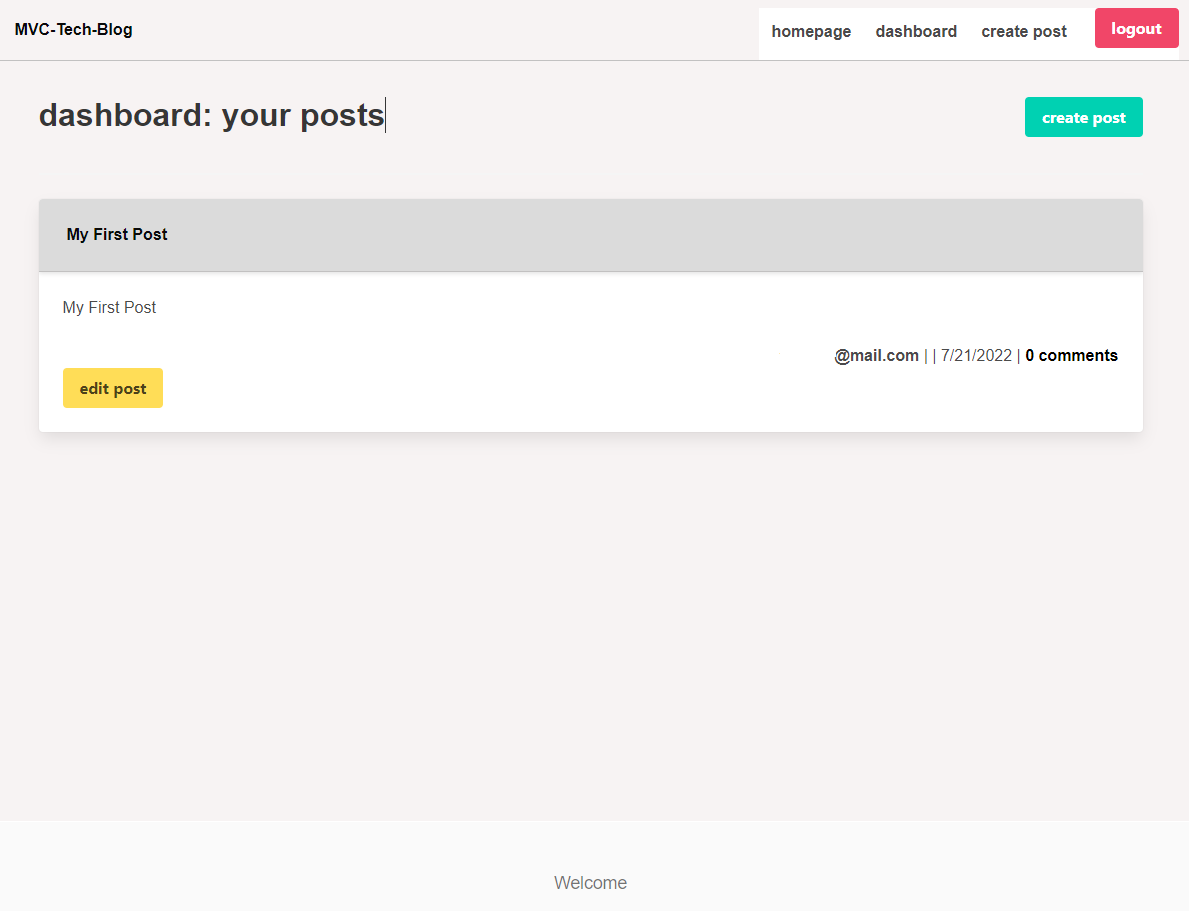 MVC-Tech-Blog homepage dashboard create post logout
dashboard: your posts create post
My First Post
My First Post
@mail.com | | 7/21/2022 | 0 comments
edit post
Welcome